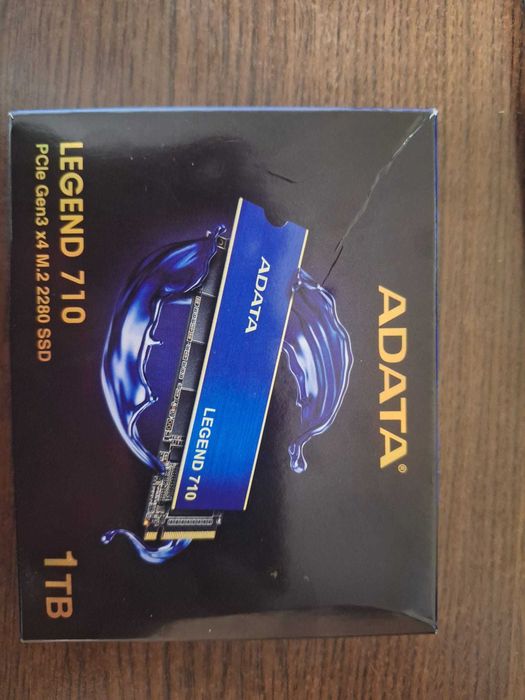 ADATA®
ADATA
LEGEND 710
LEGEND 710
PCIe Gen3 x4 M.2 2280 SSD
1TB